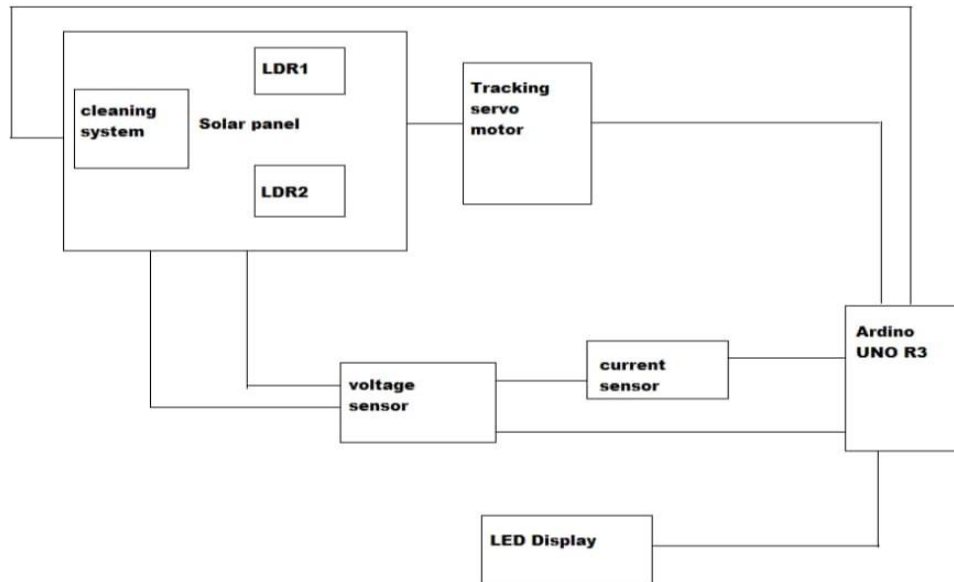 LDR1
cleaning
system
Solar panel
LDR2
Tracking
servo
motor
Ardino
UNO R3
voltage
sensor
current
sensor
LED Display